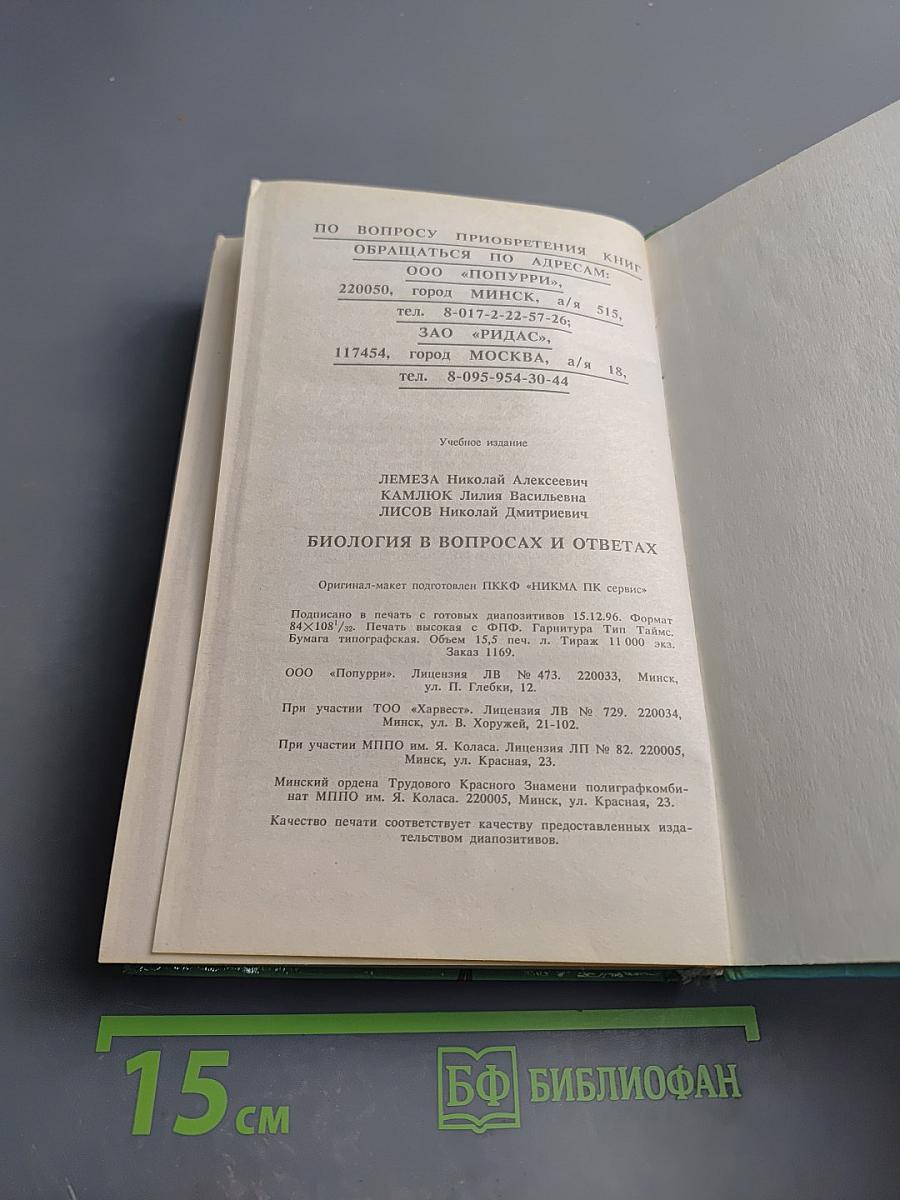 ПО ВОПРОСУ ПРИОБРЕТЕНИЯ КНИГ
ОБРАЩАТЬСЯ ПО АДРЕСАМ:
ООО «ПОПУРРИ»,
220050, город МИНСК, а/я 515,
тел. 8-017-2-22-57-26;
ЗАО «РИДАС»,
117454, город МОСКВА, а/я 18,
тел. 8-095-954-30-44
Учебное издание
ЛЕМЕЗА Николай Алексеевич
КАМЛЮК Лилия Васильевна
ЛИСОВ Николай Дмитриевич
БИОЛОГИЯ В ВОПРОСАХ И ОТВЕТАХ
Оригинал-макет подготовлен ПККФ «НИКМА ПК сервис»
Подписано в печать с готовых диапозитивов 15.12.96. Формат
84×108¹/₃₂. Печать высокая с ФПФ. Гарнитура Тип Таймс.
Бумага типографская. Объем 15,5 печ. л. Тираж 11 000 экз.
Заказ 1169.
ООО «Попурри». Лицензия ЛВ № 473. 220033, Минск,
ул. П. Глебки, 12.
При участии ТОО «Харвест». Лицензия ЛВ № 729. 220034,
Минск, ул. В. Хоружей, 21-102.
При участии МППО им. Я. Коласа. Лицензия ЛП № 82. 220005,
Минск, ул. Красная, 23.
Минский ордена Трудового Красного Знамени полиграфкомби-
нат МППО им. Я. Коласа. 220005, Минск, ул. Красная, 23.
Качество печати соответствует качеству предоставленных изда-
тельством диапозитивов.
15 см
БФ БИБЛИОФАН